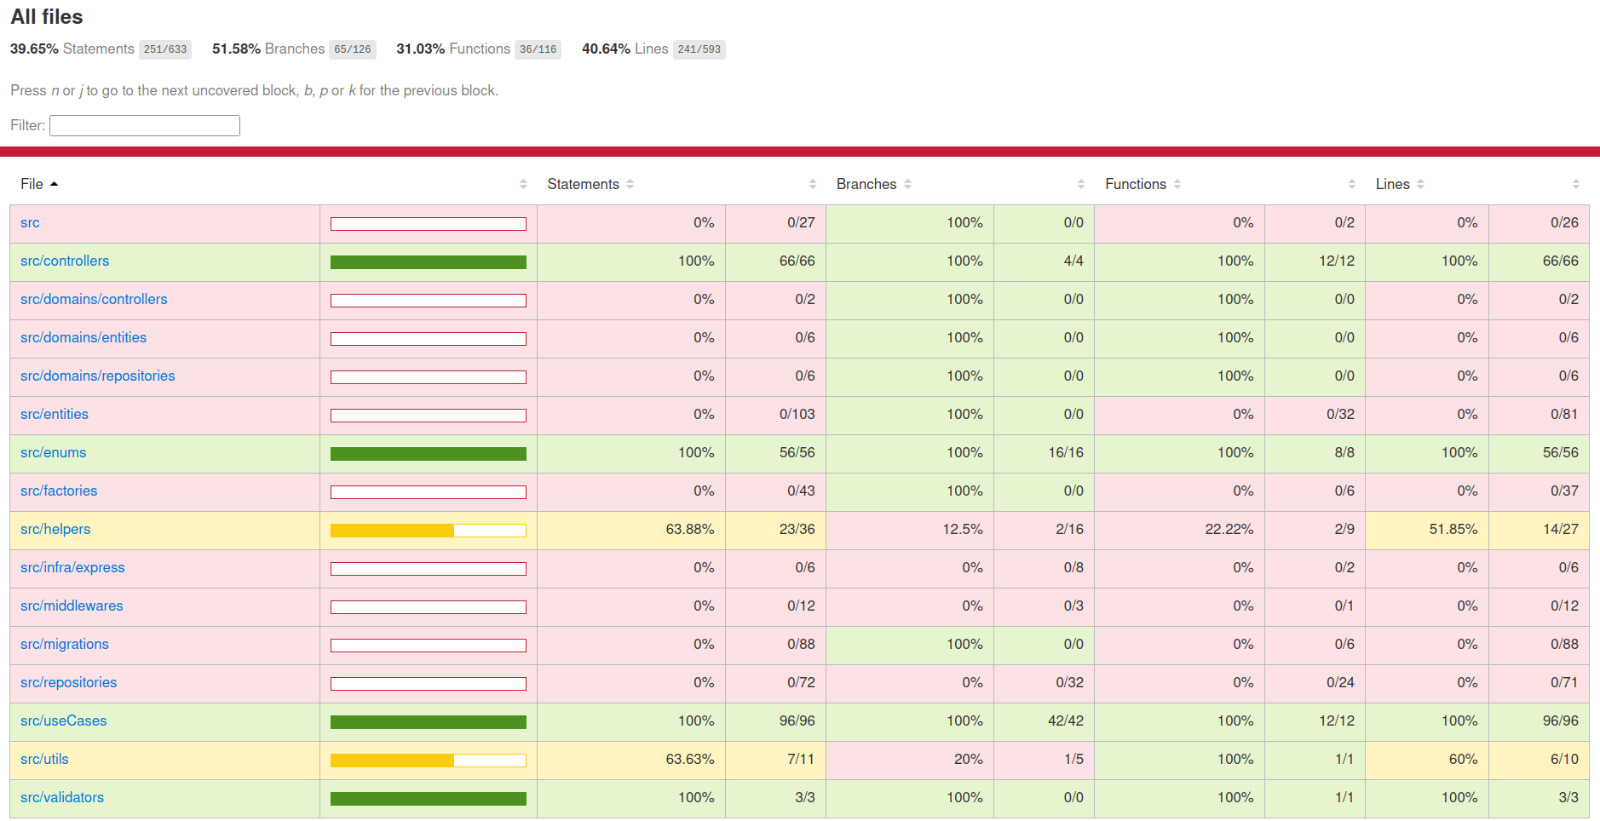 All files
39.65% Statements 251/633 51.58% Branches 65/126 31.03% Functions 36/116 40.64% Lines 241/593
Press n or j to go to the next uncovered block, b, p or k for the previous block.
Filter:
File Statements Branches Functions Lines
src 0% 0/27 100% 0/0 0% 0/2 0% 0/26
src/controllers 100% 66/66 100% 4/4 100% 12/12 100% 66/66
src/domains/controllers 0% 0/2 100% 0/0 100% 0/0 0% 0/2
src/domains/entities 0% 0/6 100% 0/0 100% 0/0 0% 0/6
src/domains/repositories 0% 0/6 100% 0/0 100% 0/0 0% 0/6
src/entities 0% 0/103 100% 0/0 0% 0/32 0% 0/81
src/enums 100% 56/56 100% 16/16 100% 8/8 100% 56/56
src/factories 0% 0/43 100% 0/0 0% 0/6 0% 0/37
src/helpers 63.88% 23/36 12.5% 2/16 22.22% 2/9 51.85% 14/27
src/infra/express 0% 0/6 0% 0/8 0% 0/2 0% 0/6
src/middlewares 0% 0/12 0% 0/3 0% 0/1 0% 0/12
src/migrations 0% 0/88 100% 0/0 0% 0/6 0% 0/88
src/repositories 0% 0/72 0% 0/32 0% 0/24 0% 0/71
src/useCases 100% 96/96 100% 42/42 100% 12/12 100% 96/96
src/utils 63.63% 7/11 20% 1/5 100% 1/1 60% 6/10
src/validators 100% 3/3 100% 0/0 100% 1/1 100% 3/3